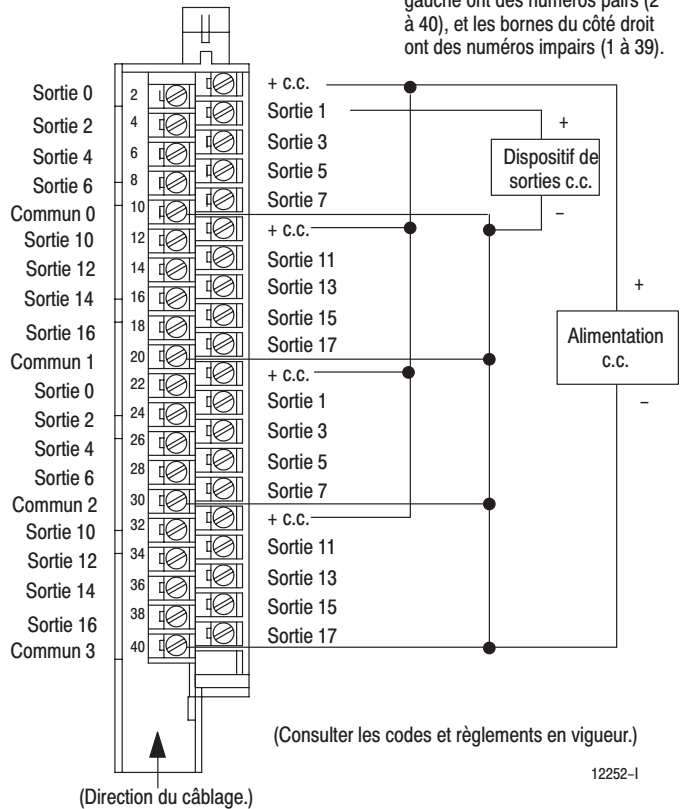 gauche ont des numéros pairs (2
à 40), et les bornes du côté droit
ont des numéros impairs (1 à 39).
Sortie 0 2 + c.c.
Sortie 2 4 Sortie 1
Sortie 4 6 Sortie 3
Sortie 6 8 Sortie 5
Commun 0 10 Sortie 7
Sortie 10 12 + c.c.
Sortie 12 14 Sortie 11
Sortie 14 16 Sortie 13
Sortie 16 18 Sortie 15
Commun 1 20 Sortie 17
Sortie 0 22 + c.c.
Sortie 2 24 Sortie 1
Sortie 4 26 Sortie 3
Sortie 6 28 Sortie 5
Commun 2 30 Sortie 7
Sortie 10 32 + c.c.
Sortie 12 34 Sortie 11
Sortie 14 36 Sortie 13
Sortie 16 38 Sortie 15
Commun 3 40 Sortie 17
+
Dispositif de
sorties c.c.
–
+
Alimentation
c.c.
–
(Consulter les codes et règlements en vigueur.)
12252–I
(Direction du câblage.)